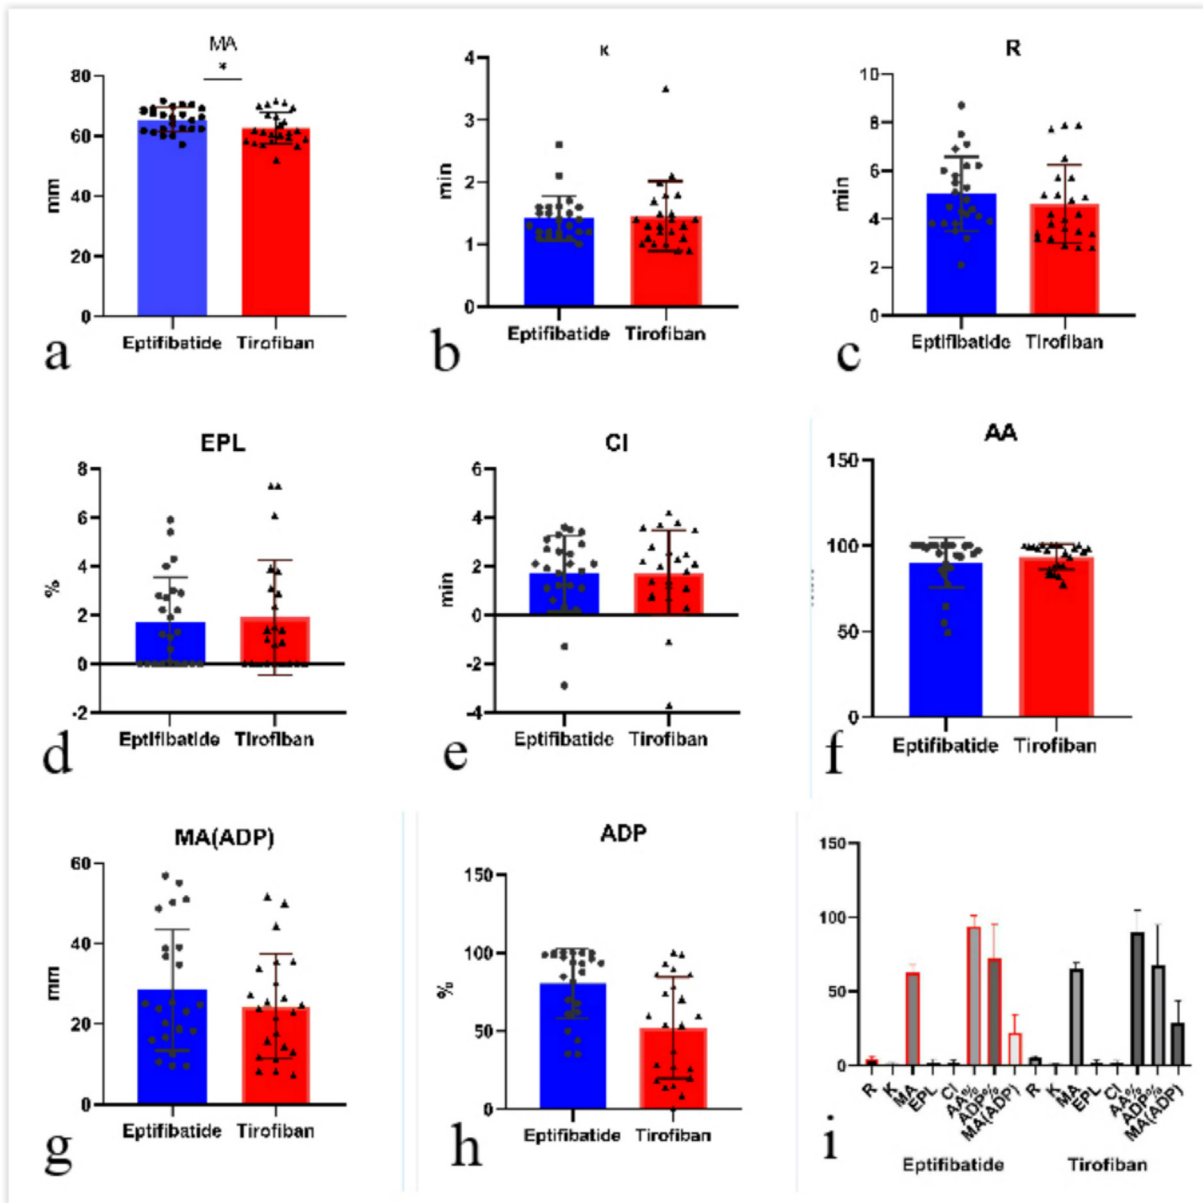 MA
*
80
60
40
20
0
mm
Eptifibatide Tirofiban
a
K
4
3
2
1
0
min
Eptifibatide Tirofiban
b
R
10
8
6
4
2
0
min
Eptifibatide Tirofiban
c
EPL
8
6
4
2
0
-2
%
Eptifibatide Tirofiban
d
CI
6
4
2
0
-2
-4
min
Eptifibatide Tirofiban
e
AA
150
100
50
0
Eptifibatide Tirofiban
f
MA(ADP)
60
40
20
0
mm
Eptifibatide Tirofiban
g
ADP
150
100
50
0
%
Eptifibatide Tirofiban
h
150
100
50
0
R K MA EPL CI AA% ADP% MA(ADP) R K MA EPL CI AA% ADP% MA(ADP)
Eptifibatide Tirofiban
i